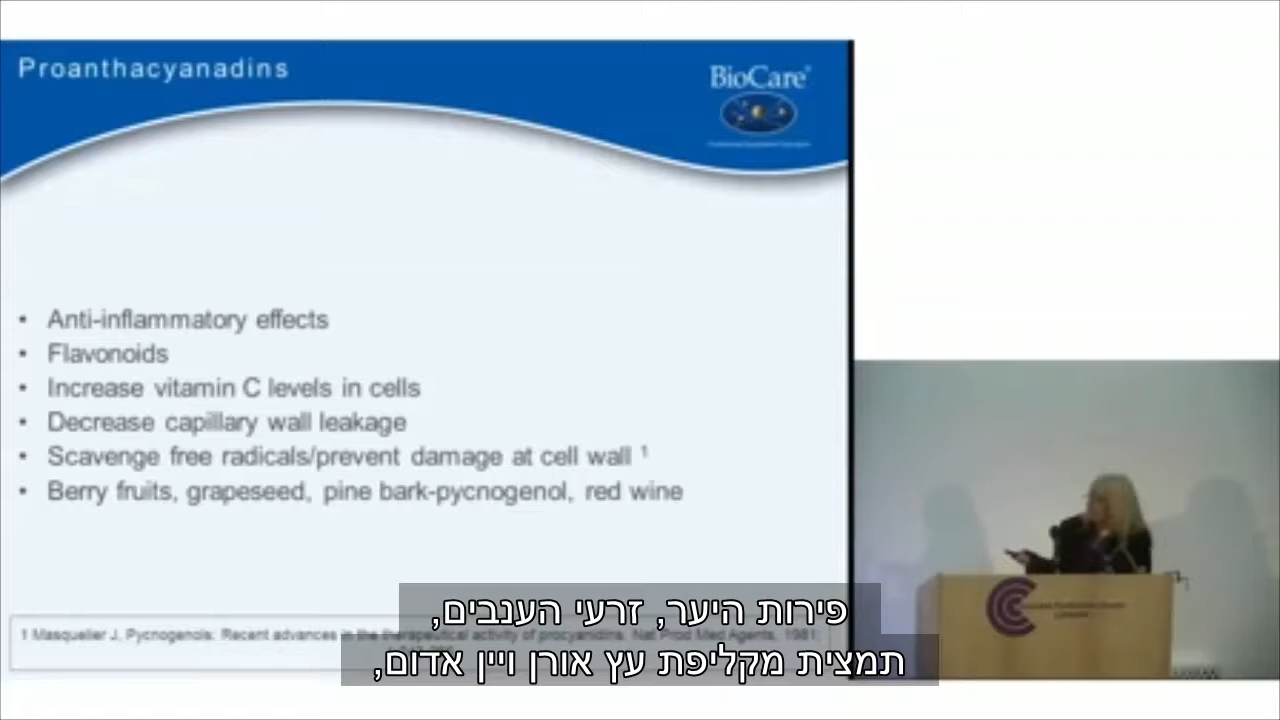 Proanthacyanadins
BioCare
• Anti-inflammatory effects
• Flavonoids
• Increase vitamin C levels in cells
• Decrease capillary wall leakage
• Scavenge free radicals/prevent damage at cell wall ¹
• Berry fruits, grapeseed, pine bark-pycnogenol, red wine
1 Masquelier J, Pycnogenols: Recent advances in the therapeutical activity of procyanidins. Nat Prod Med Agents, 1981;
פירות היער, זרעי הענבים,
תמצית מקליפת עץ אורן ויין אדום,